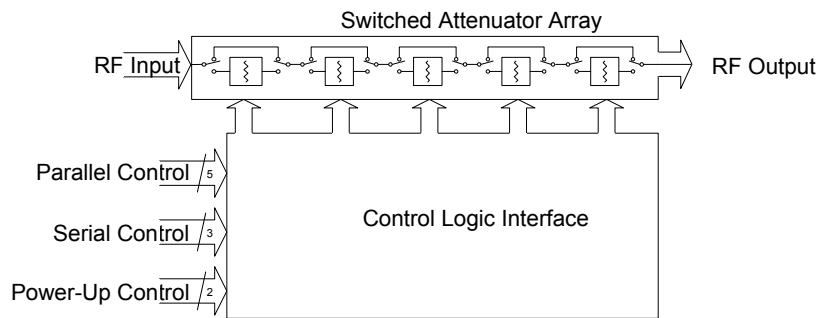 Switched Attenuator Array
RF Input
RF Output
Parallel Control
5
Control Logic Interface
Serial Control
3
Power-Up Control
2